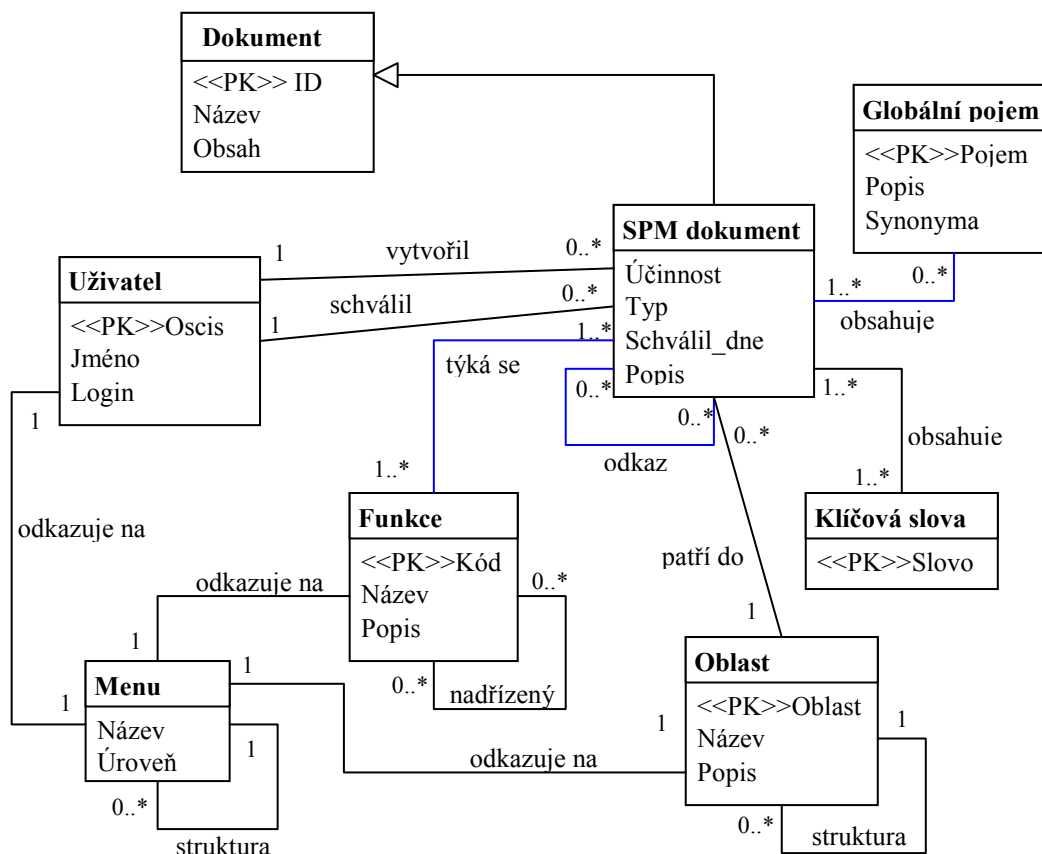 Dokument
<<PK>> ID
Název
Obsah
Globální pojem
<<PK>>Pojem
Popis
Synonyma
SPM dokument
Účinnost
Typ
Schválil_dne
Popis
Uživatel
<<PK>>Oscis
Jméno
Login
1
vytvořil
0..*
1
schválil
0..*
1..*
týká se
1..*
0..*
obsahuje
1..*
0..*
0..*
odkaz
1..*
obsahuje
1..*
0..*
patří do
1
Klíčová slova
<<PK>>Slovo
Funkce
<<PK>>Kód
Název
Popis
0..*
0..*
nadřízený
1
odkazuje na
1
odkazuje na
1
Menu
Název
Úroveň
1
0..*
struktura
1
odkazuje na
1
Oblast
<<PK>>Oblast
Název
Popis
1
0..*
struktura